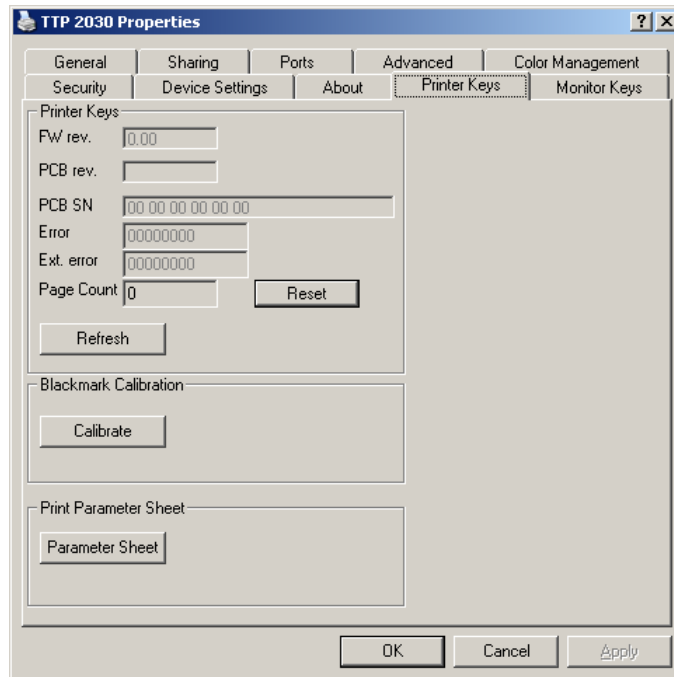 TTP 2030 Properties
General Sharing Ports Advanced Color Management
Security Device Settings About Printer Keys Monitor Keys
Printer Keys
FW rev. 0.00
PCB rev.
PCB SN 00 00 00 00 00 00
Error 00000000
Ext. error 00000000
Page Count 0 Reset
Refresh
Blackmark Calibration
Calibrate
Print Parameter Sheet
Parameter Sheet
OK Cancel Apply